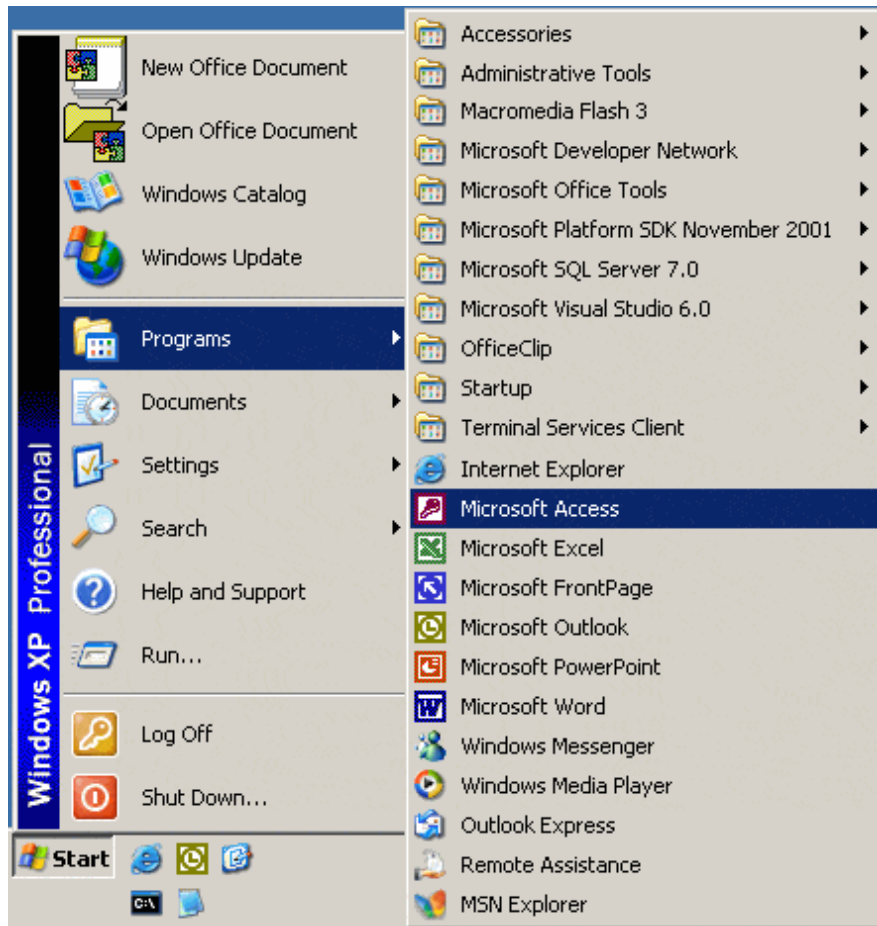 New Office Document
Open Office Document
Windows Catalog
Windows Update
Programs
Documents
Settings
Search
Help and Support
Run...
Log Off
Shut Down...
Windows XP Professional
Start
C:\
Accessories
Administrative Tools
Macromedia Flash 3
Microsoft Developer Network
Microsoft Office Tools
Microsoft Platform SDK November 2001
Microsoft SQL Server 7.0
Microsoft Visual Studio 6.0
OfficeClip
Startup
Terminal Services Client
Internet Explorer
Microsoft Access
Microsoft Excel
Microsoft FrontPage
Microsoft Outlook
Microsoft PowerPoint
Microsoft Word
Windows Messenger
Windows Media Player
Outlook Express
Remote Assistance
MSN Explorer